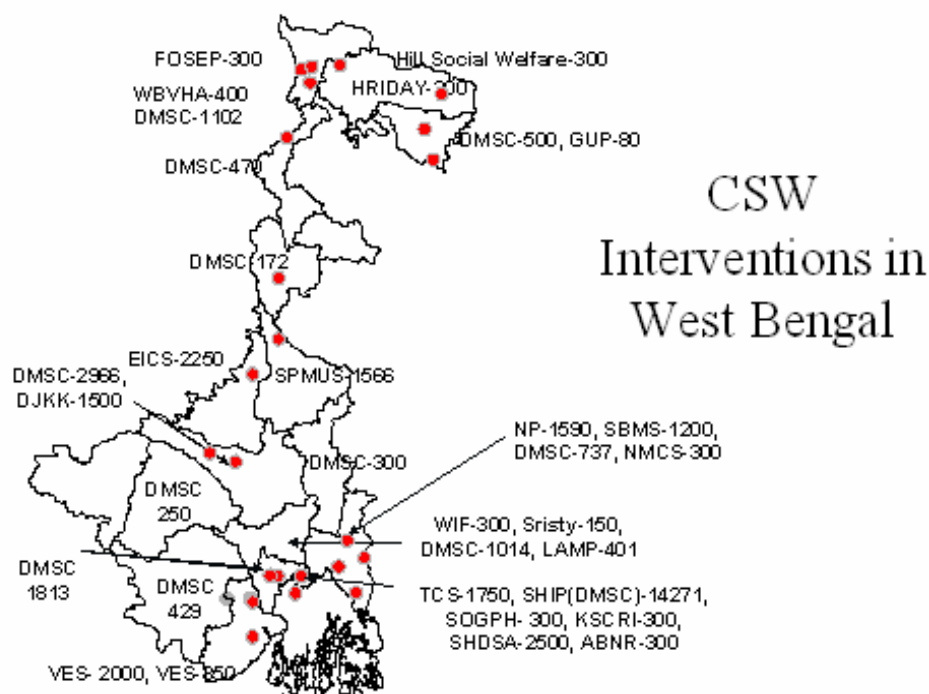 FOSEP-300
Hill Social Welfare-300
HRIDAY-300
WBVHA-400
DMSC-1102
DMSC-500, GUP-80
DMSC-470
CSW
Interventions in
West Bengal
DMSC-172
EICS-2250
DMSC-2966,
DJKK-1500
SPMUS-1566
NP-1590, SBMS-1200,
DMSC-737, NMCS-300
DMSC-300
DMSC
250
WIF-300, Sristy-150,
DMSC-1014, LAMP-401
DMSC
1813
DMSC
429
TCS-1750, SHIP(DMSC)-14271,
SOGPH- 300, KSCRI-300,
SHDSA-2500, ABNR-300
VES- 2000, VES-